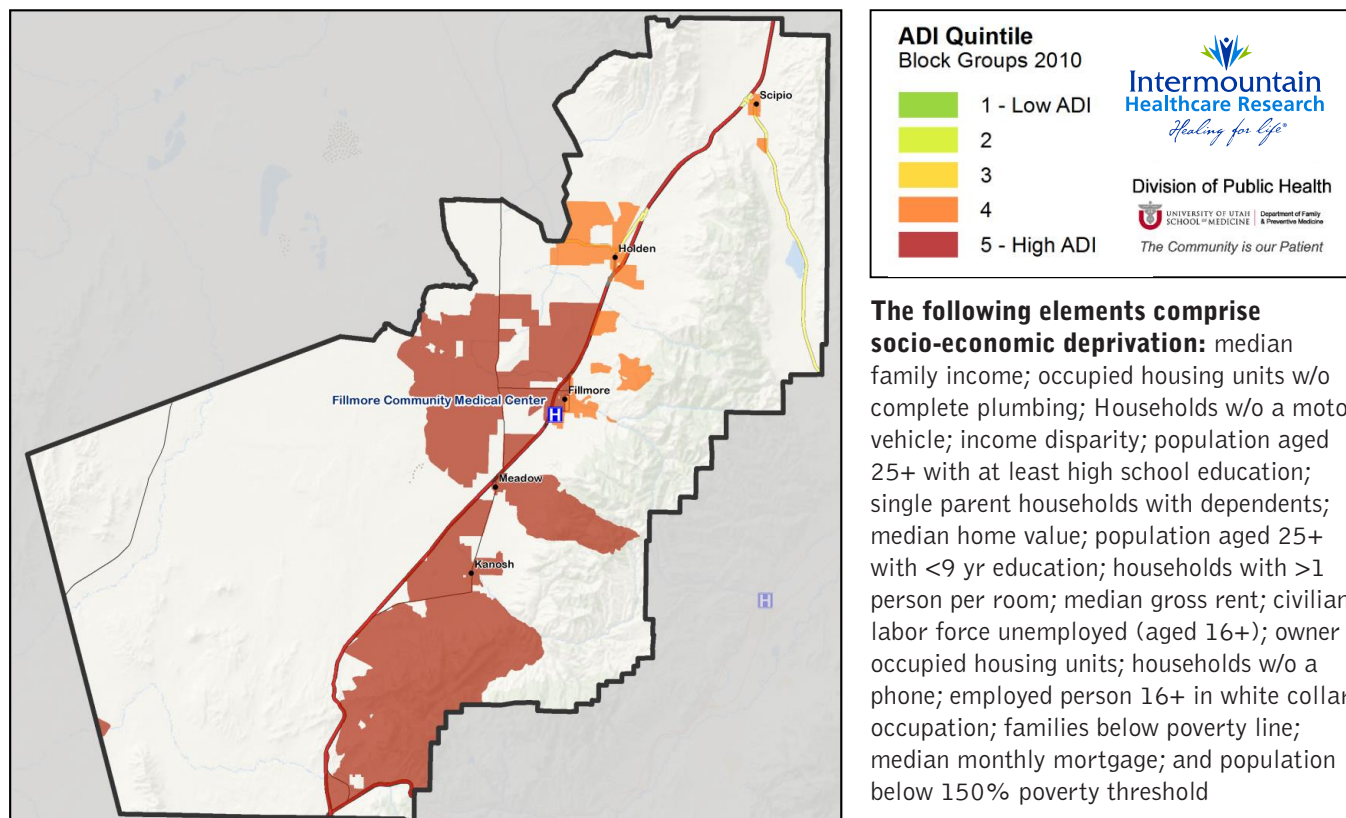 Scipio
Holden
Fillmore
Fillmore Community Medical Center
H
Meadow
Kanosh
H
ADI Quintile
Block Groups 2010
1 - Low ADI
2
3
4
5 - High ADI
Intermountain
Healthcare Research
Healing for life®
Division of Public Health
U
UNIVERSITY OF UTAH
SCHOOL OF MEDICINE
Department of Family
& Preventive Medicine
The Community is our Patient
The following elements comprise
socio-economic deprivation: median
family income; occupied housing units w/o
complete plumbing; Households w/o a moto
vehicle; income disparity; population aged
25+ with at least high school education;
single parent households with dependents;
median home value; population aged 25+
with <9 yr education; households with >1
person per room; median gross rent; civilian
labor force unemployed (aged 16+); owner
occupied housing units; households w/o a
phone; employed person 16+ in white collar
occupation; families below poverty line;
median monthly mortgage; and population
below 150% poverty threshold